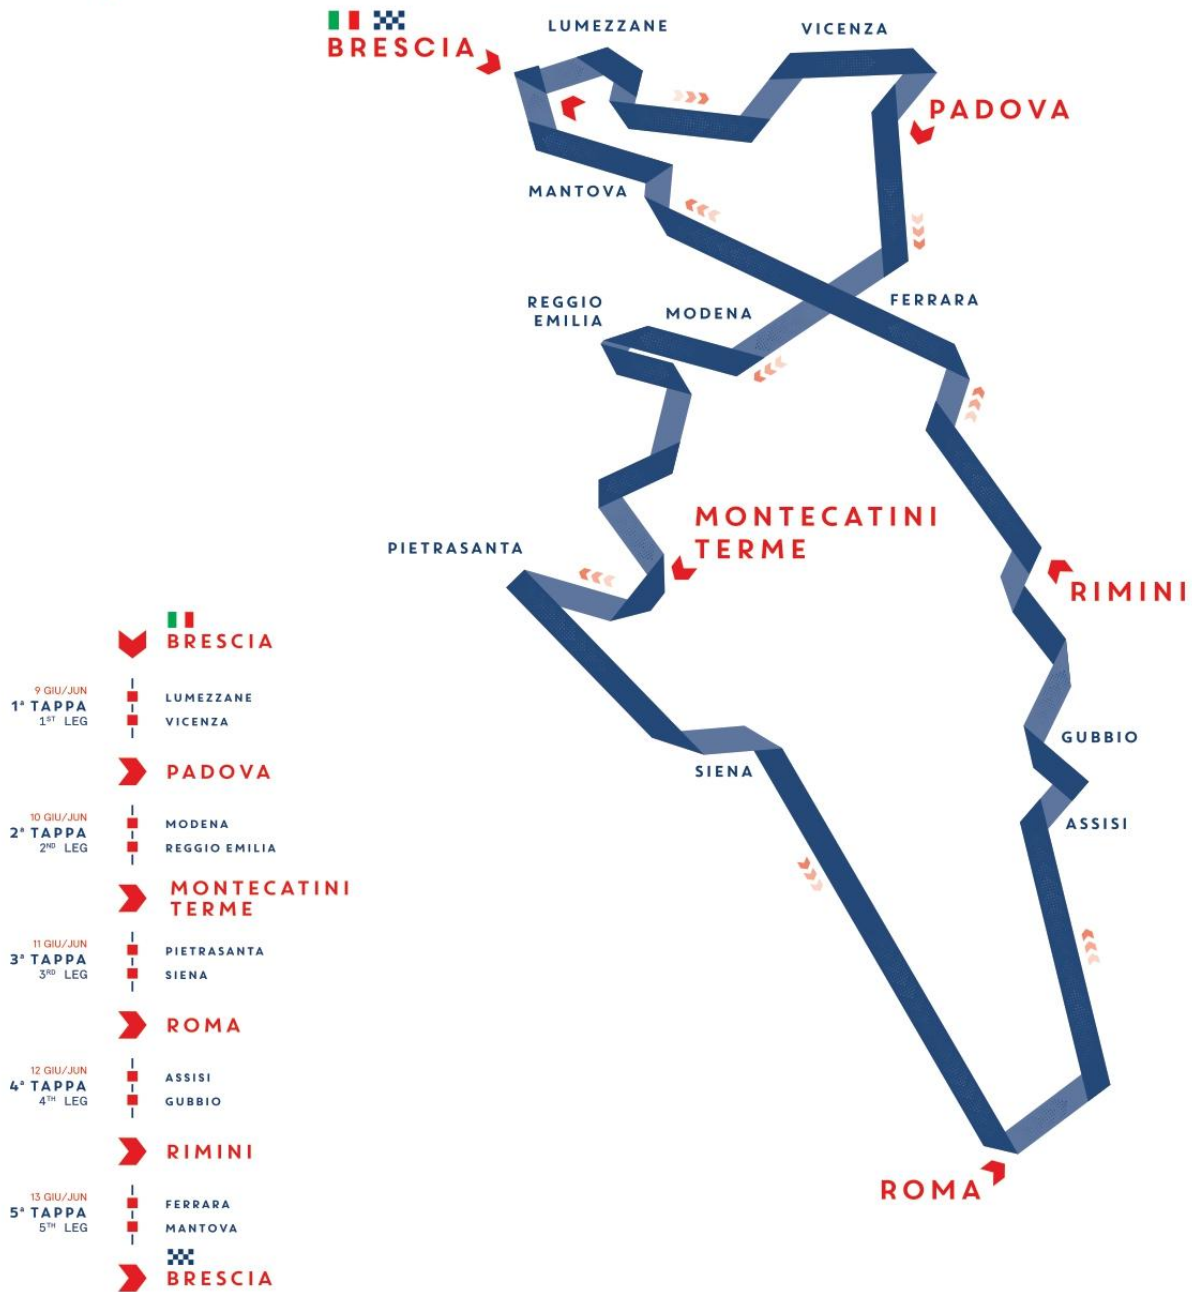 LUMEZZANE
VICENZA
BRESCIA
PADOVA
MANTOVA
REGGIO
EMILIA
MODENA
FERRARA
MONTECATINI
TERME
PIETRASANTA
RIMINI
GUBBIO
SIENA
ASSISI
ROMA
BRESCIA
9 GIU/JUN
1ª TAPPA
1ST LEG
LUMEZZANE
VICENZA
PADOVA
10 GIU/JUN
2ª TAPPA
2ND LEG
MODENA
REGGIO EMILIA
MONTECATINI
TERME
11 GIU/JUN
3ª TAPPA
3RD LEG
PIETRASANTA
SIENA
ROMA
12 GIU/JUN
4ª TAPPA
4TH LEG
ASSISI
GUBBIO
RIMINI
13 GIU/JUN
5ª TAPPA
5TH LEG
FERRARA
MANTOVA
BRESCIA